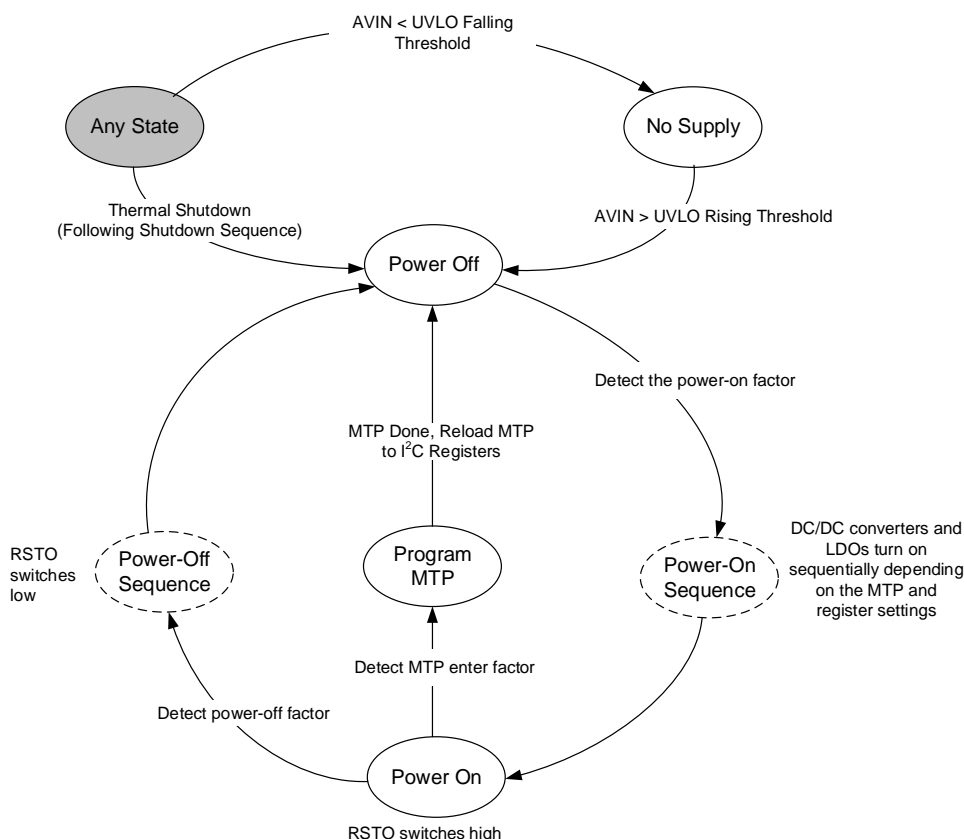 AVIN < UVLO Falling
Threshold
Any State
No Supply
Thermal Shutdown
(Following Shutdown Sequence)
AVIN > UVLO Rising Threshold
Power Off
Detect the power-on factor
MTP Done, Reload MTP
to I²C Registers
RSTO
switches
low
Power-Off
Sequence
Program
MTP
Power-On
Sequence
DC/DC converters and
LDOs turn on
sequentially depending
on the MTP and
register settings
Detect MTP enter factor
Detect power-off factor
Power On
RSTO switches high